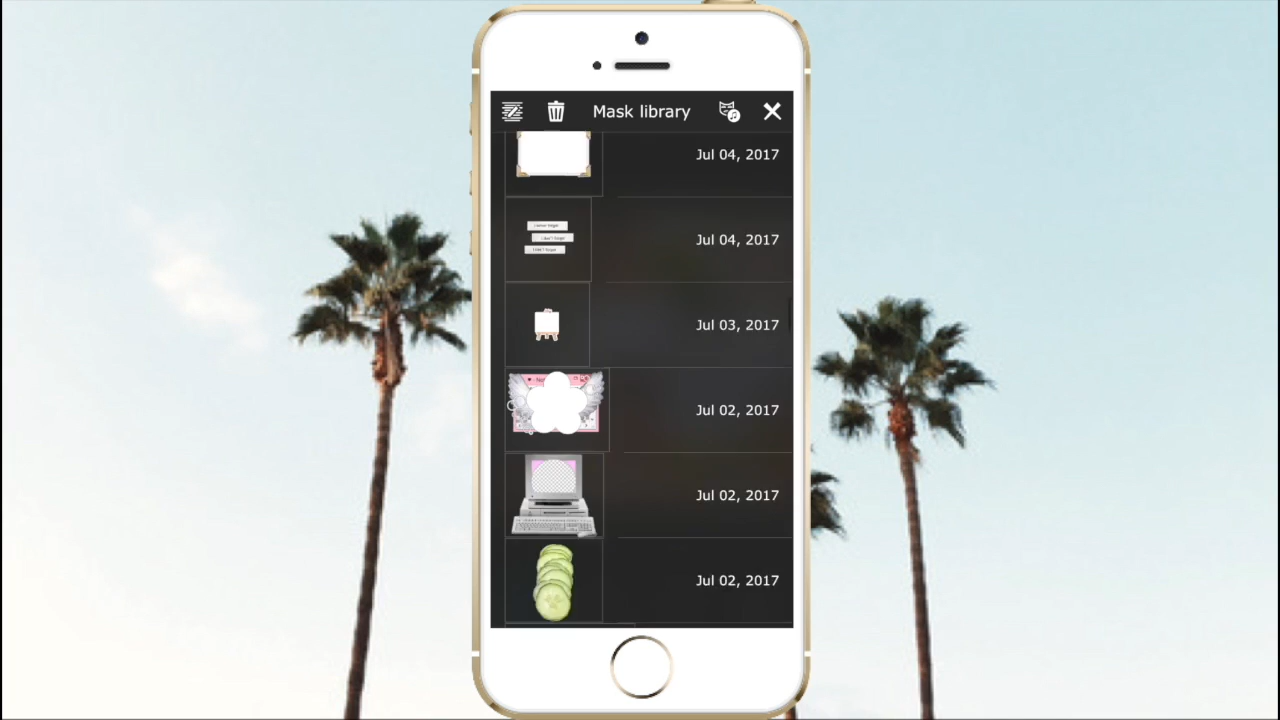 Mask library
Jul 04, 2017
Jul 04, 2017
Jul 03, 2017
Jul 02, 2017
Jul 02, 2017
Jul 02, 2017